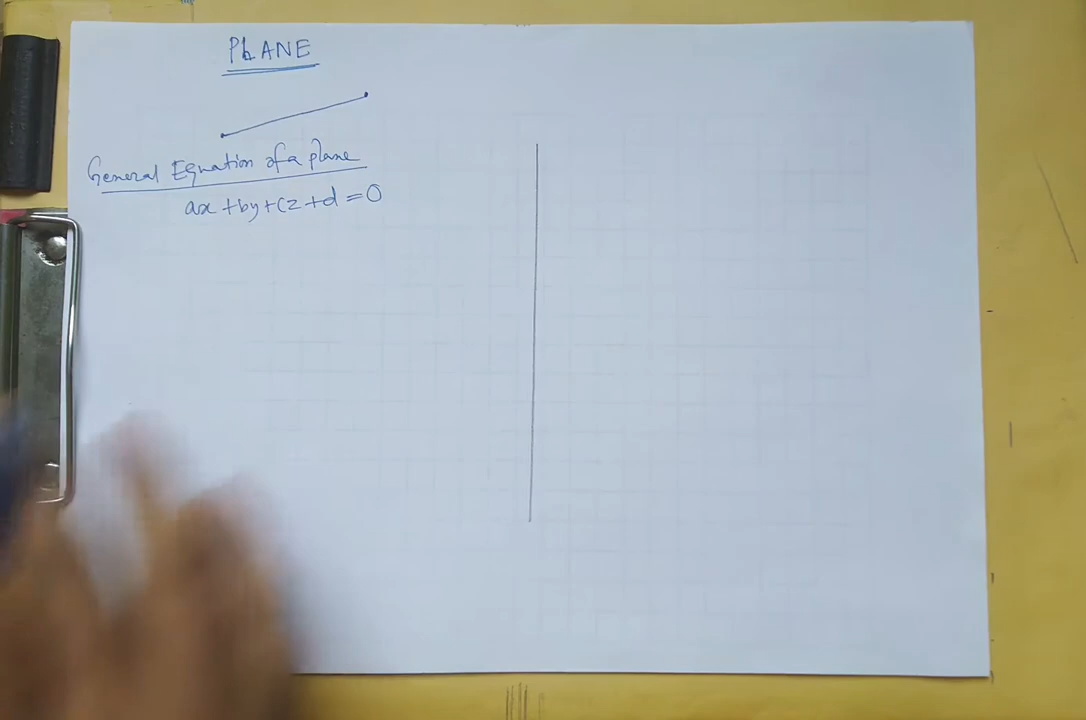 PLANE
General Equation of a plane
ax + by + cz + d = 0